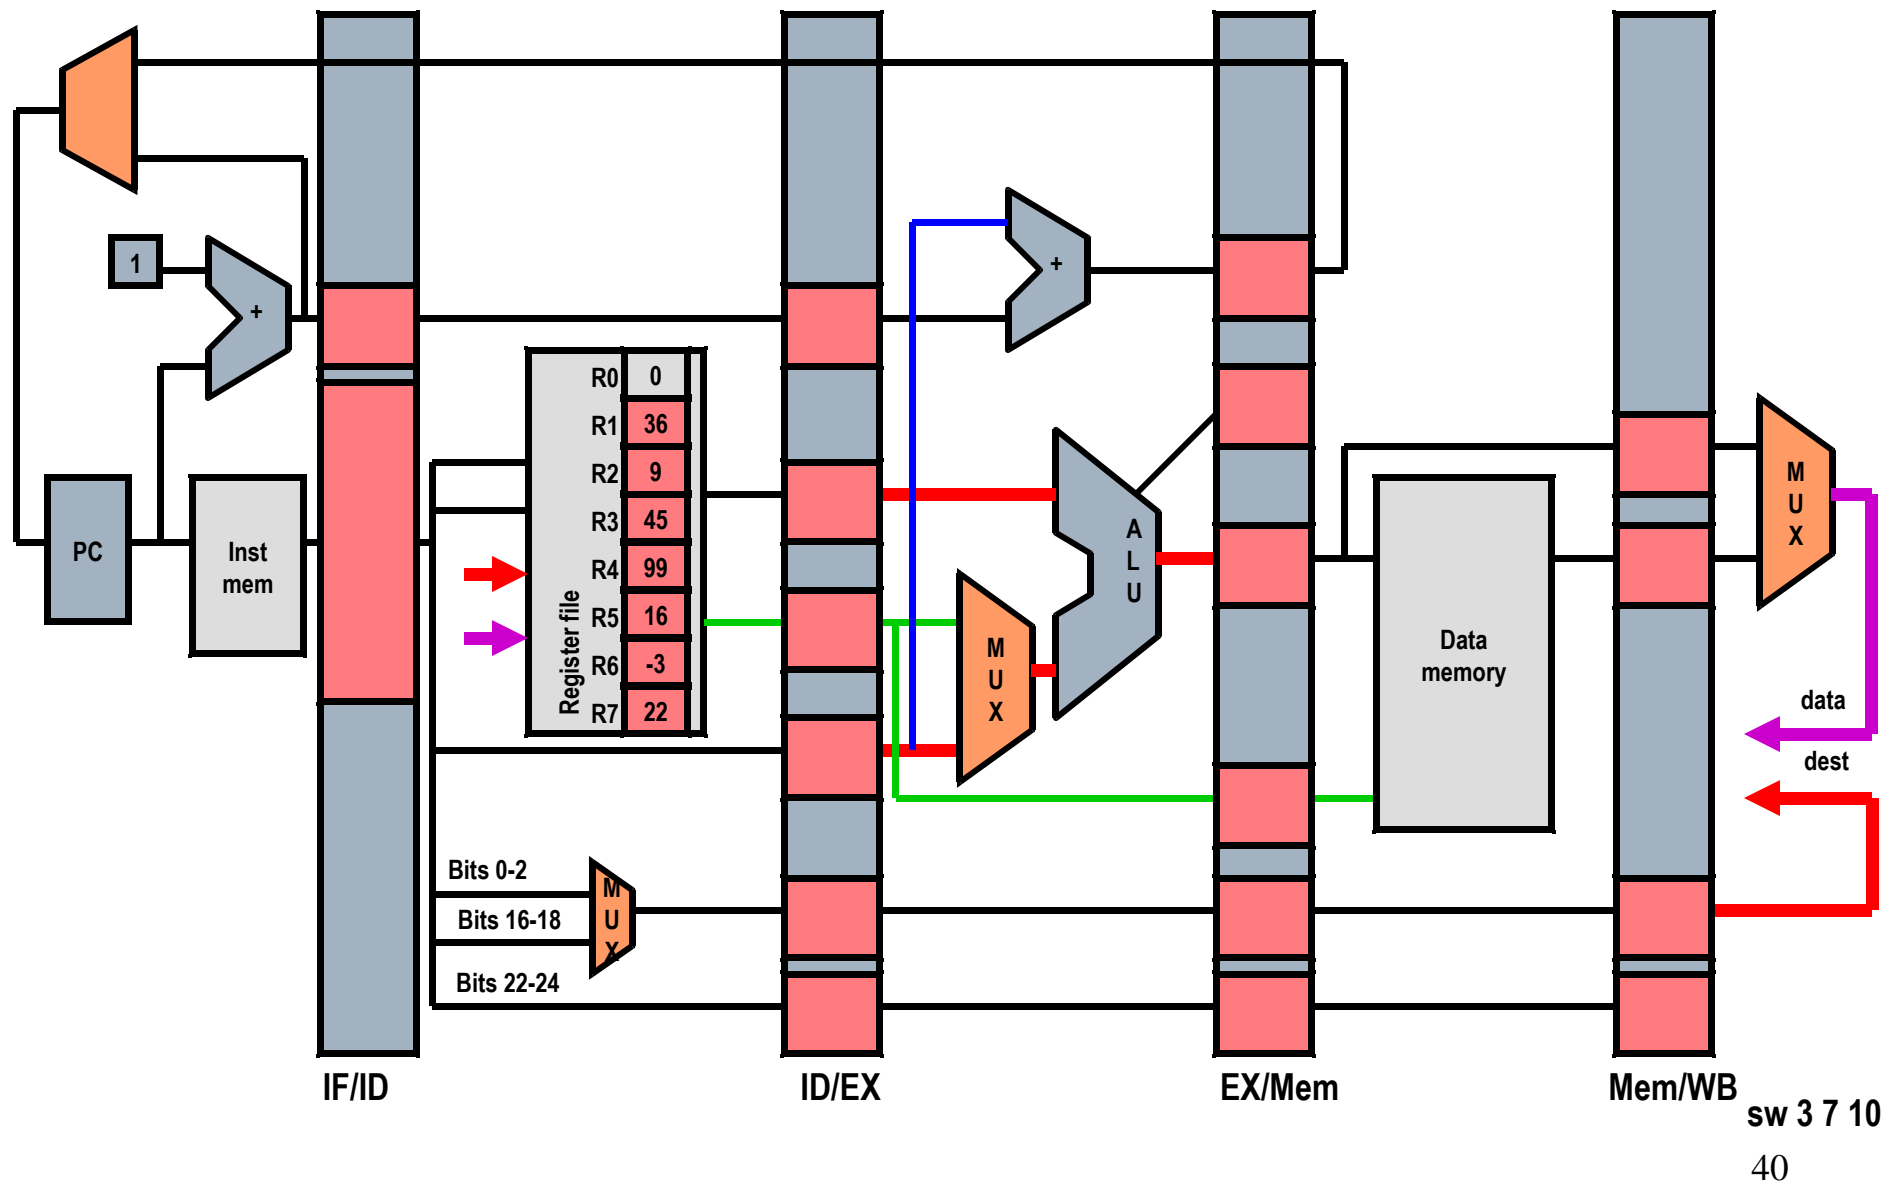 1
+
+
R0 0
R1 36
R2 9
R3 45
R4 99
R5 16
R6 -3
R7 22
Register file
PC
Inst
mem
M
U
X
A
L
U
Data
memory
M
U
X
data
dest
Bits 0-2
Bits 16-18
Bits 22-24
M
U
X
IF/ID
ID/EX
EX/Mem
Mem/WB
sw 3 7 10
40